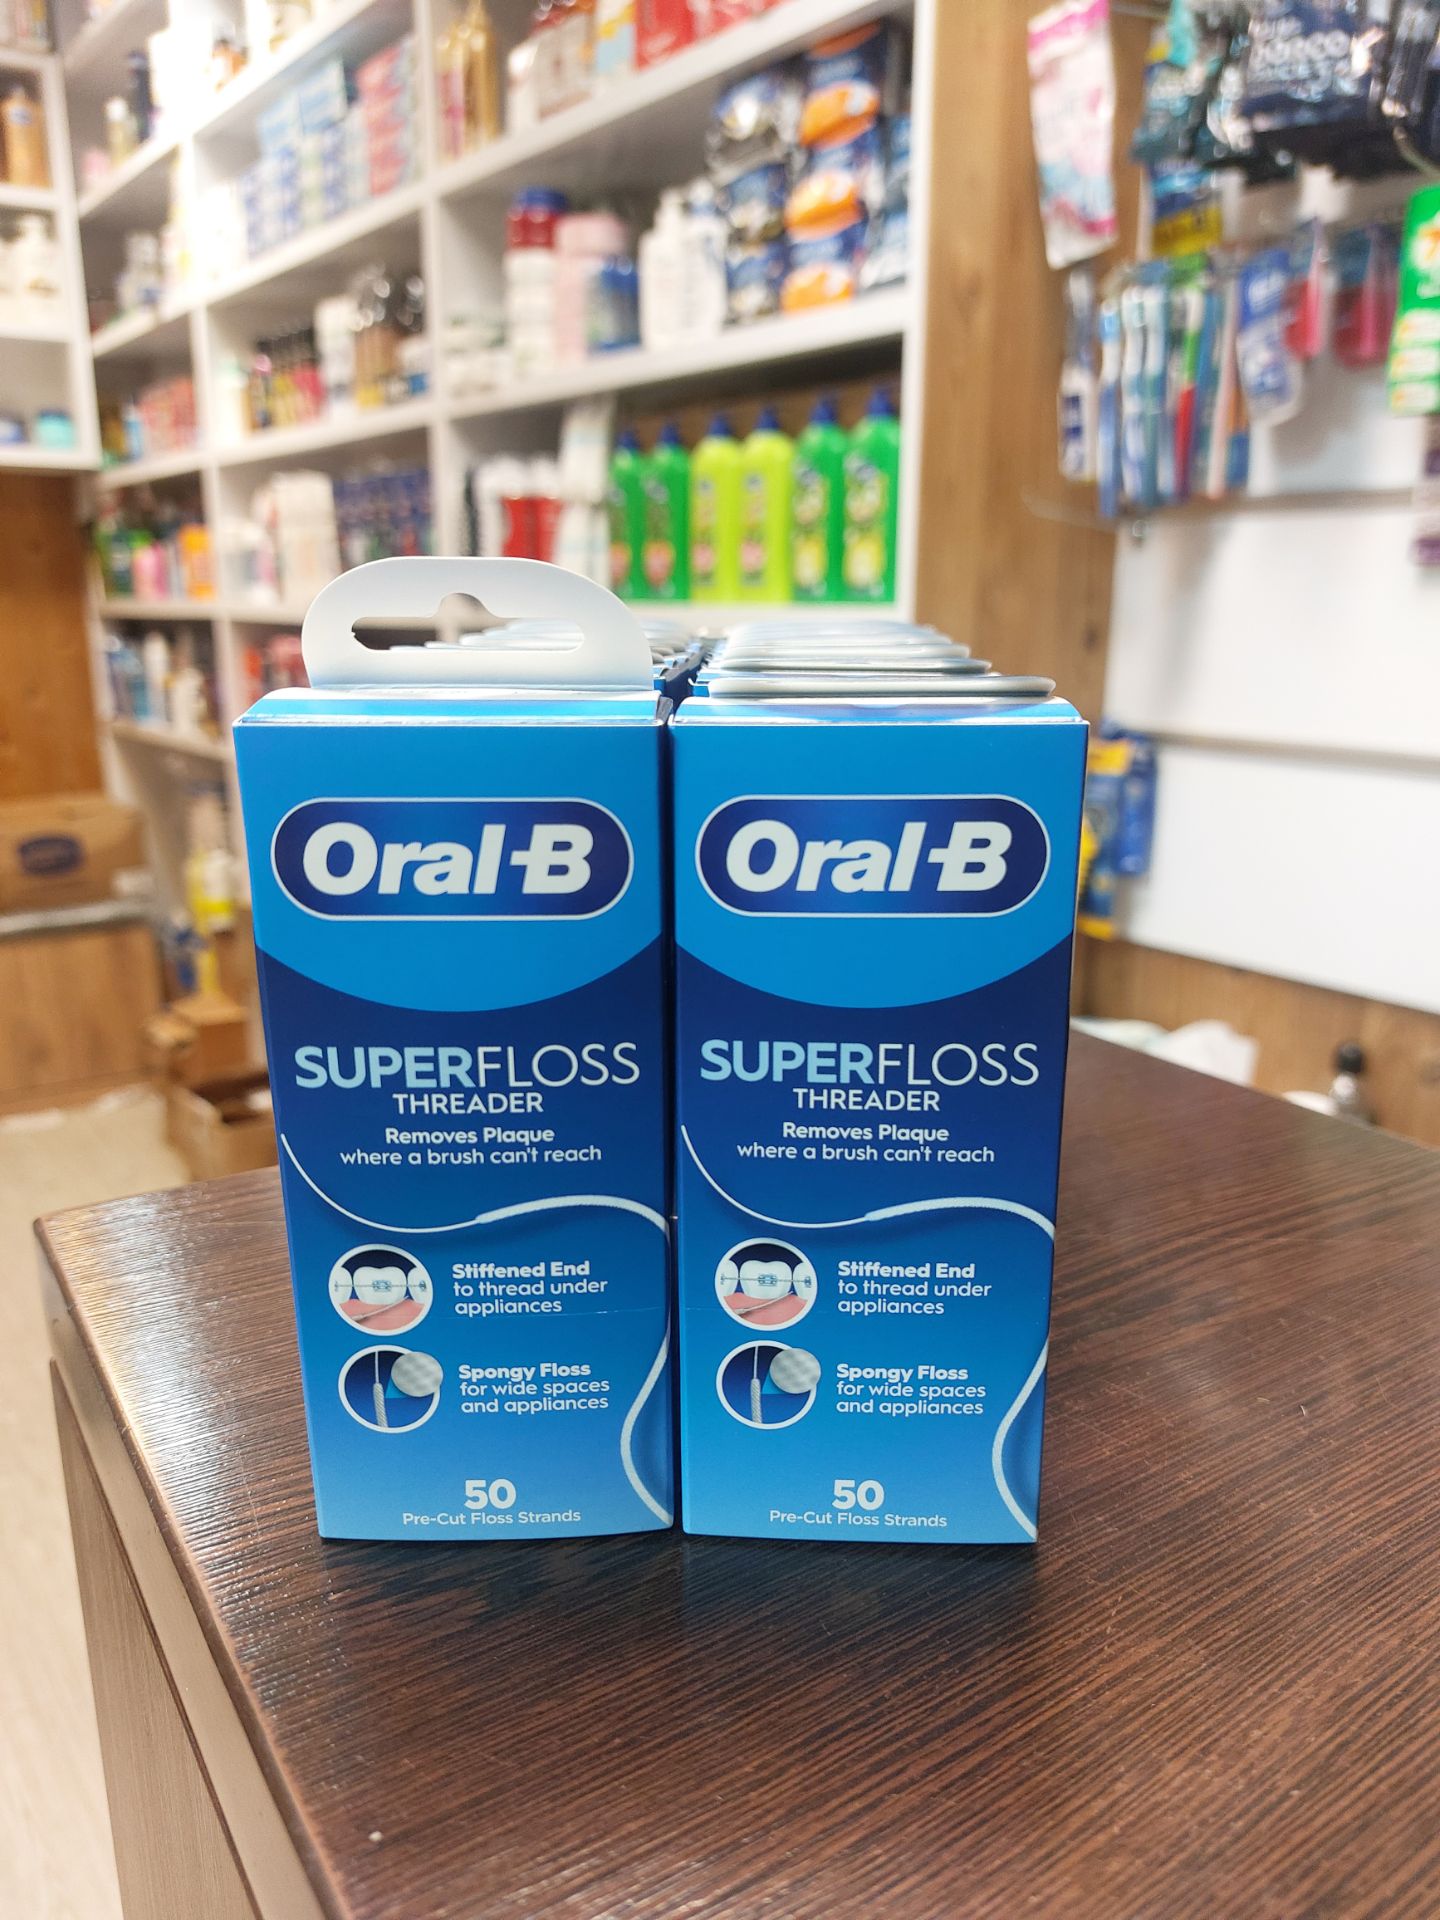 Oral-B
SUPERFLOSS
THREADER
Removes Plaque
where a brush can't reach
Stiffened End
to thread under
appliances
Spongy Floss
for wide spaces
and appliances
50
Pre-Cut Floss Strands
Oral-B
SUPERFLOSS
THREADER
Removes Plaque
where a brush can't reach
Stiffened End
to thread under
appliances
Spongy Floss
for wide spaces
and appliances
50
Pre-Cut Floss Strands